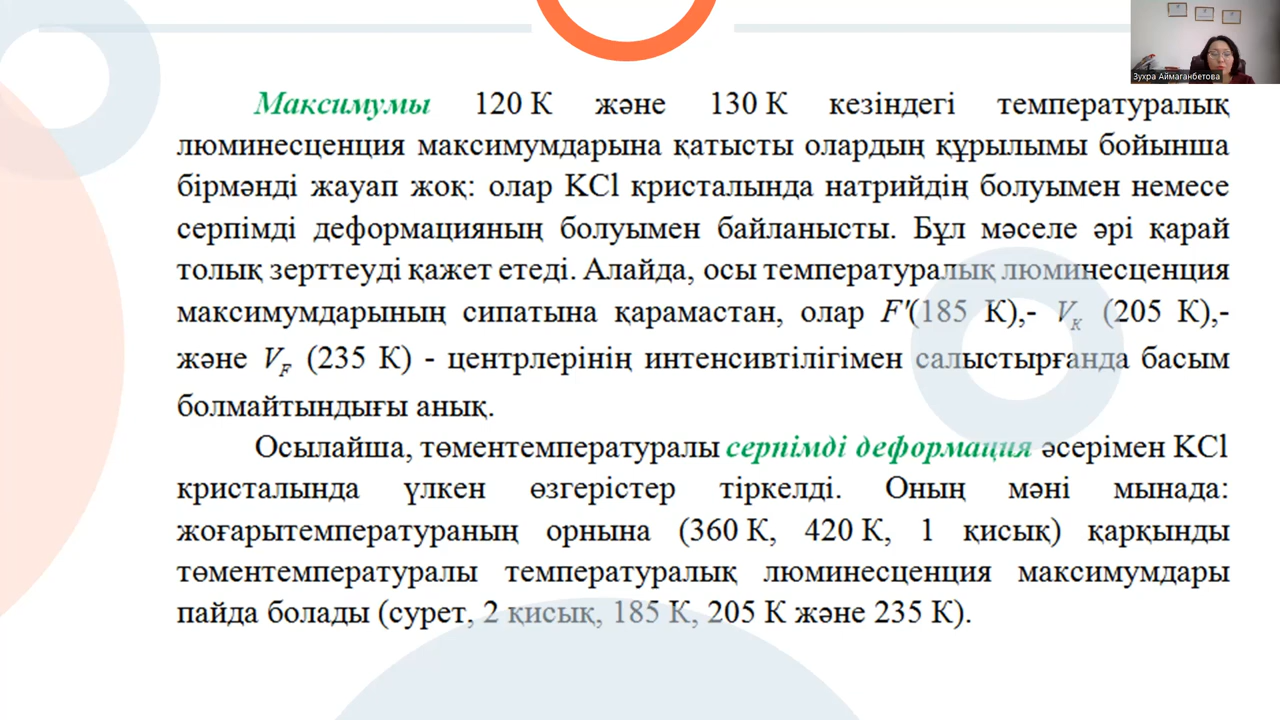 Зухра Аймаганбетова
Максимумы 120 К және 130 К кезіндегі температуралық
люминесценция максимумдарына қатысты олардың құрылымы бойынша
бірмәнді жауап жоқ: олар KCl кристалында натрийдің болуымен немесе
серпімді деформацияның болуымен байланысты. Бұл мәселе әрі қарай
толық зерттеуді қажет етеді. Алайда, осы температуралық люминесценция
максимумдарының сипатына қарамастан, олар F'(185 К),- V_K (205 К),-
және V_F (235 К) - центрлерінің интенсивтілігімен салыстырғанда басым
болмайтындығы анық.
Осылайша, төментемпературалы серпімді деформация әсерімен KCl
кристалында үлкен өзгерістер тіркелді. Оның мәні мынада:
жоғарытемператураның орнына (360 К, 420 К, 1 қисық) қарқынды
төментемпературалы температуралық люминесценция максимумдары
пайда болады (сурет, 2 қисық, 185 К, 205 К және 235 К).